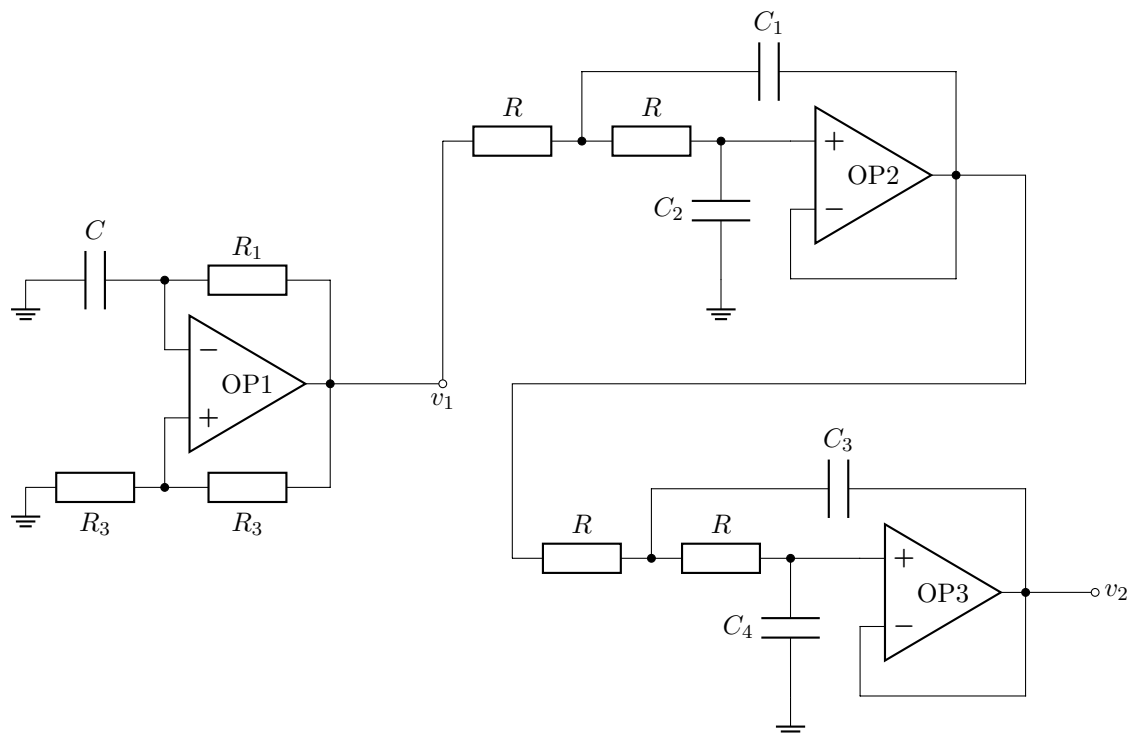 C₁
R
R
+
OP2
−
C₂
C
R₁
−
OP1
+
v₁
R₃
R₃
C₃
R
R
+
OP3
−
v₂
C₄